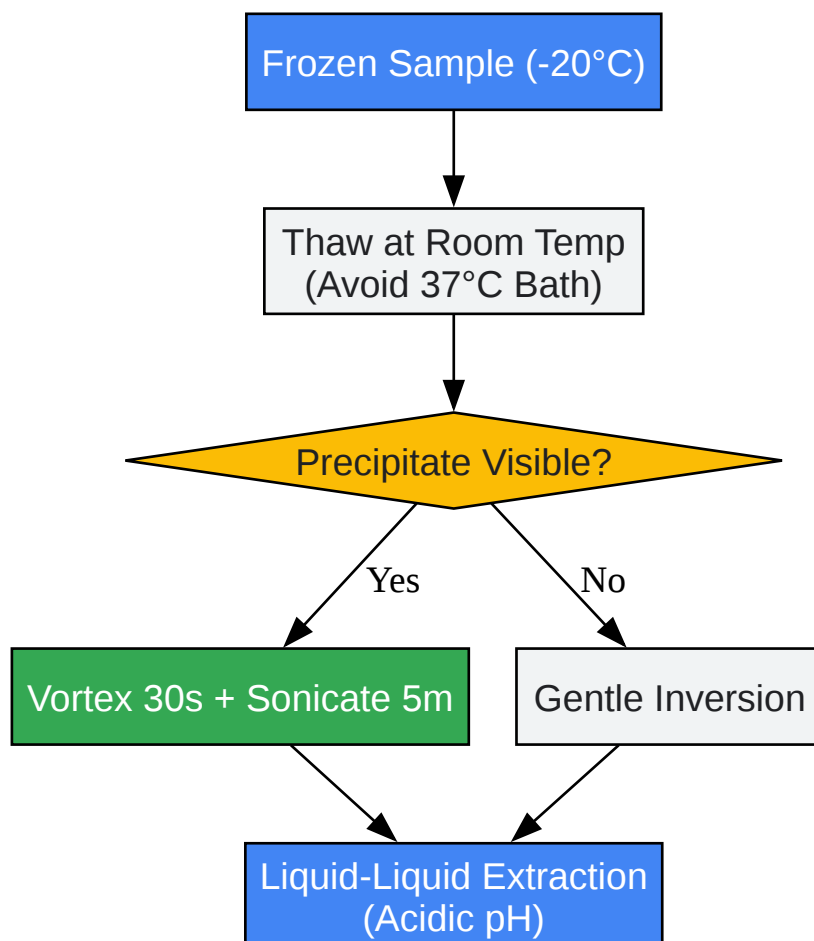 Frozen Sample (-20°C)
Thaw at Room Temp
(Avoid 37°C Bath)
Precipitate Visible?
Yes
No
Vortex 30s + Sonicate 5m
Gentle Inversion
Liquid-Liquid Extraction
(Acidic pH)